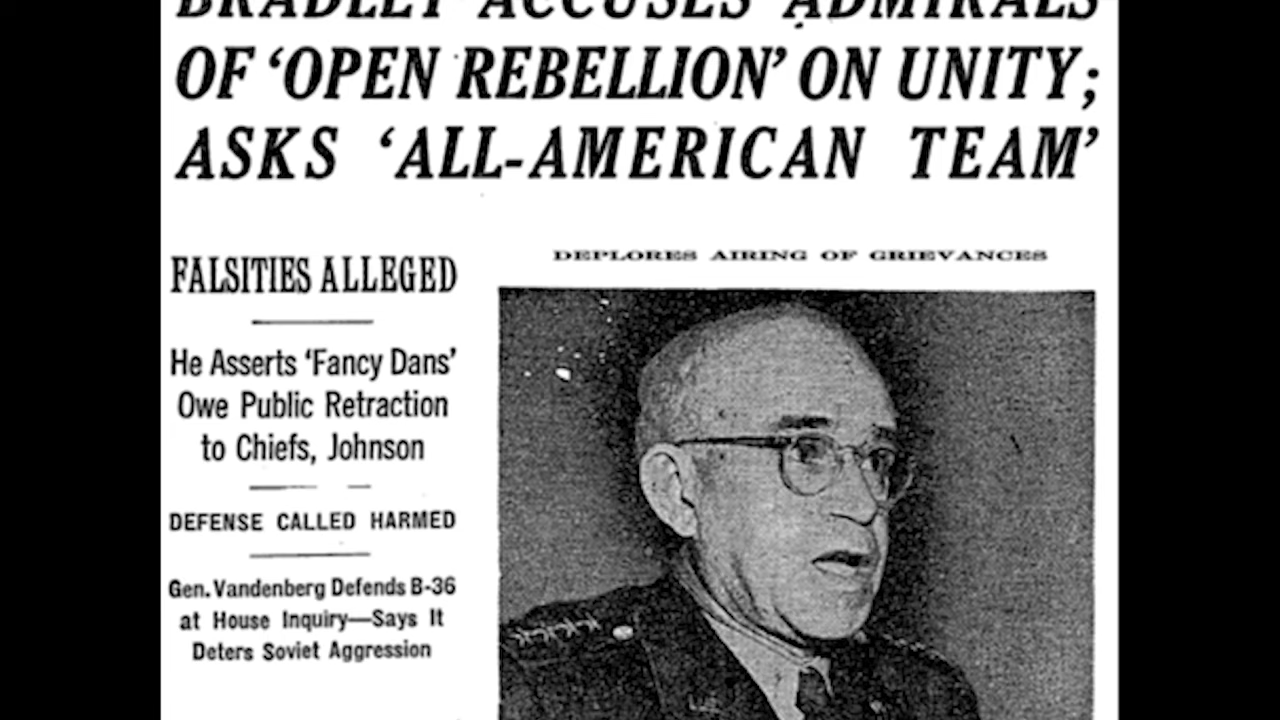 BRADLEY ACCUSES ADMIRALS
OF ‘OPEN REBELLION’ ON UNITY;
ASKS ‘ALL-AMERICAN TEAM’
FALSITIES ALLEGED
He Asserts ‘Fancy Dans’
Owe Public Retraction
to Chiefs, Johnson
DEFENSE CALLED HARMED
Gen. Vandenberg Defends B-36
at House Inquiry—Says It
Deters Soviet Aggression
DEPLORES AIRING OF GRIEVANCES